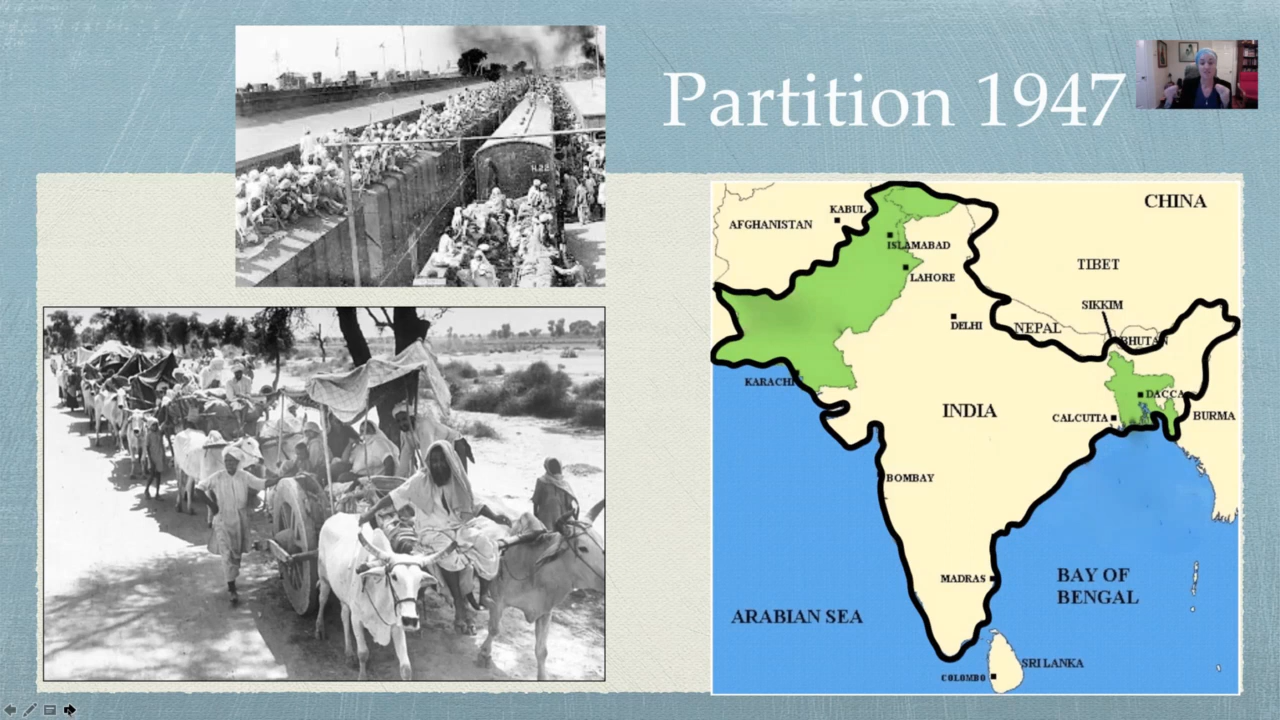 Partition 1947
CHINA
KABUL
AFGHANISTAN
ISLAMABAD
TIBET
LAHORE
SIKKIM
DELHI
NEPAL
BHUTAN
KARACHI
DACCA
INDIA
CALCUTTA
BURMA
BOMBAY
MADRAS
BAY OF
BENGAL
ARABIAN SEA
SRI LANKA
COLOMBO